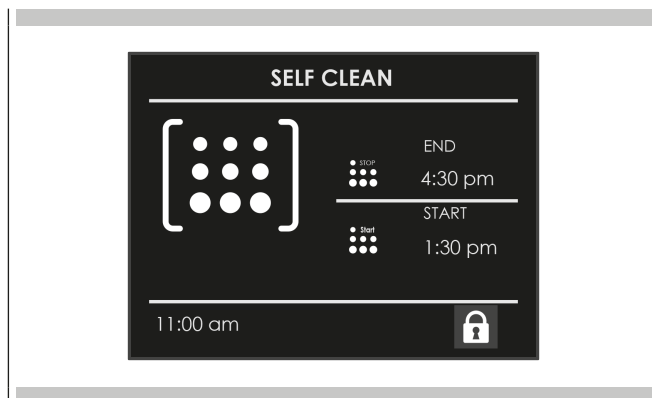 SELF CLEAN
STOP
END
4:30 pm
Start
START
1:30 pm
11:00 am